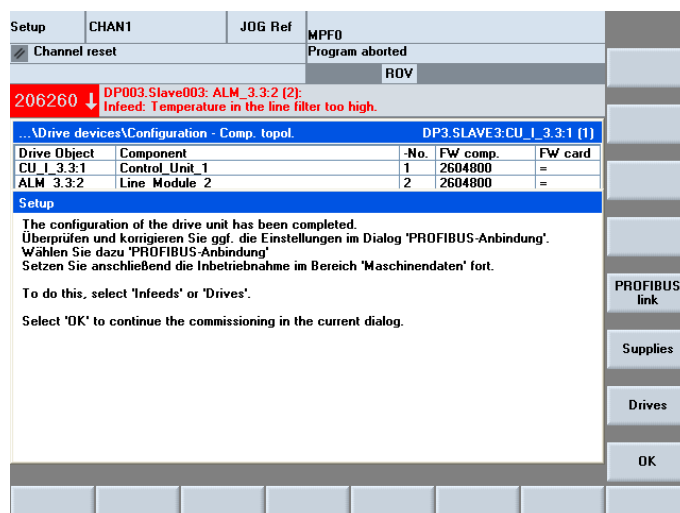 Setup CHAN1 JOG Ref MPF0
Channel reset Program aborted
ROV
206260 DP003.Slave003: ALM_3.3:2 (2):
Infeed: Temperature in the line filter too high.
...\Drive devices\Configuration - Comp. topol. DP3.SLAVE3:CU_I_3.3:1 (1)
Drive Object Component -No. FW comp. FW card
CU_I_3.3:1 Control_Unit_1 1 2604800 =
ALM_3.3:2 Line_Module_2 2 2604800 =
Setup
The configuration of the drive unit has been completed.
Überprüfen und korrigieren Sie ggf. die Einstellungen im Dialog 'PROFIBUS-Anbindung'.
Wählen Sie dazu 'PROFIBUS-Anbindung'
Setzen Sie anschließend die Inbetriebnahme im Bereich 'Maschinendaten' fort.
To do this, select 'Infeeds' or 'Drives'.
Select 'OK' to continue the commissioning in the current dialog.
PROFIBUS
link
Supplies
Drives
OK